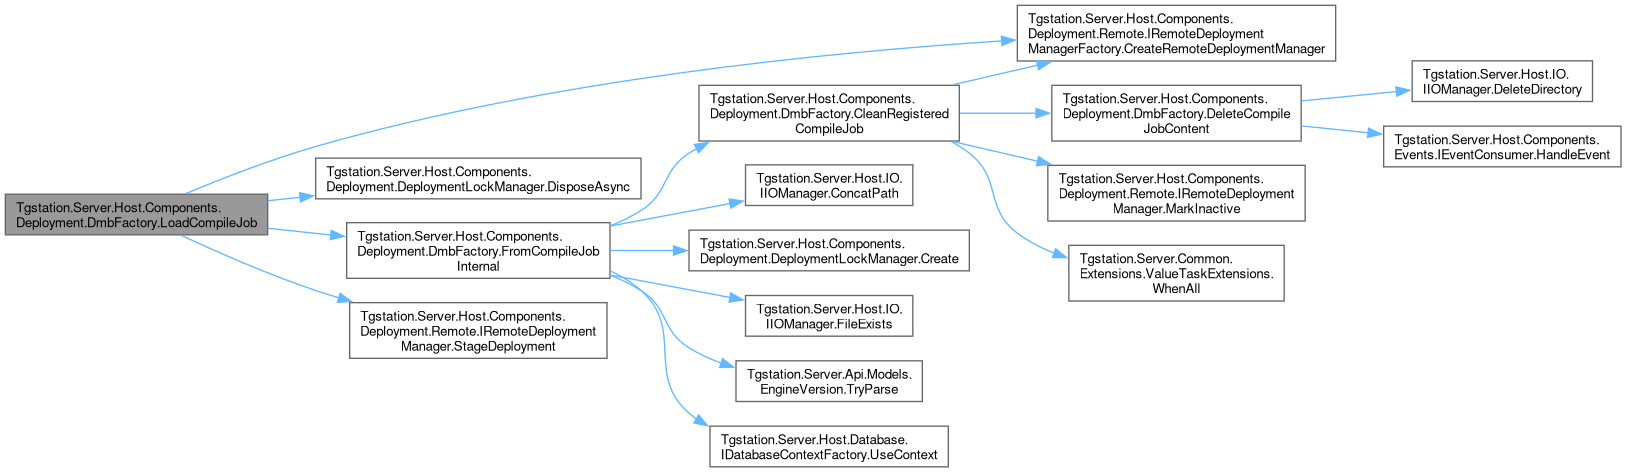 Tgstation.Server.Host.Components.
Deployment.DmbFactory.LoadCompileJob
Tgstation.Server.Host.Components.
Deployment.Remote.IRemoteDeployment
ManagerFactory.CreateRemoteDeploymentManager
Tgstation.Server.Host.Components.
Deployment.DeploymentLockManager.DisposeAsync
Tgstation.Server.Host.Components.
Deployment.DmbFactory.FromCompileJob
Internal
Tgstation.Server.Host.Components.
Deployment.Remote.IRemoteDeployment
Manager.StageDeployment
Tgstation.Server.Host.Components.
Deployment.DmbFactory.CleanRegistered
CompileJob
Tgstation.Server.Host.IO.
IIOManager.ConcatPath
Tgstation.Server.Host.Components.
Deployment.DeploymentLockManager.Create
Tgstation.Server.Host.IO.
IIOManager.FileExists
Tgstation.Server.Api.Models.
EngineVersion.TryParse
Tgstation.Server.Host.Database.
IDatabaseContextFactory.UseContext
Tgstation.Server.Host.Components.
Deployment.DmbFactory.DeleteCompile
JobContent
Tgstation.Server.Host.Components.
Deployment.Remote.IRemoteDeployment
Manager.MarkInactive
Tgstation.Server.Common.
Extensions.ValueTaskExtensions.
WhenAll
Tgstation.Server.Host.IO.
IIOManager.DeleteDirectory
Tgstation.Server.Host.Components.
Events.IEventConsumer.HandleEvent